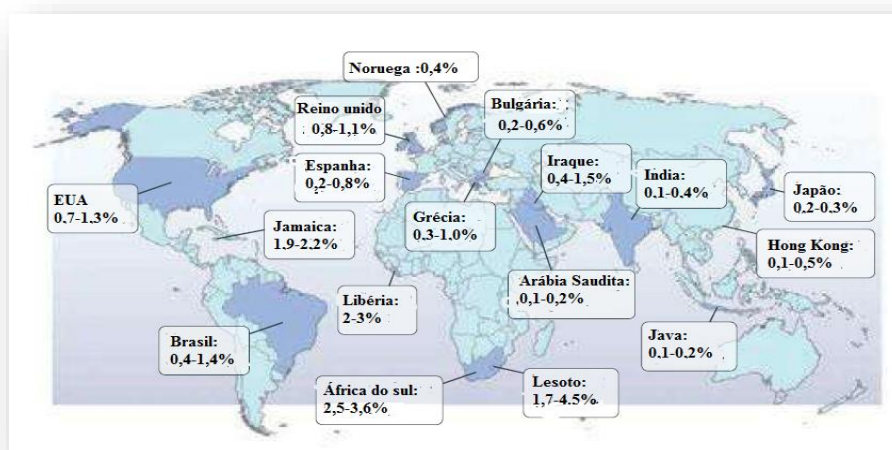 Noruega :0,4%
Reino unido
0,8-1,1%
Bulgária:
0,2-0,6%
Espanha:
0,2-0,8%
Iraque:
0,4-1,5%
Índia:
0.1-0.4%
Japão:
0,2-0.3%
EUA
0.7-1.3%
Jamaica:
1,9-2,2%
Grécia:
0.3-1.0%
Hong Kong:
0,1-0,5%
Libéria:
2-3%
Arábia Saudita:
0,1-0,2%
Brasil:
0,4-1,4%
Java:
0.1-0.2%
África do sul:
2,5-3,6%
Lesoto:
1,7-4.5%